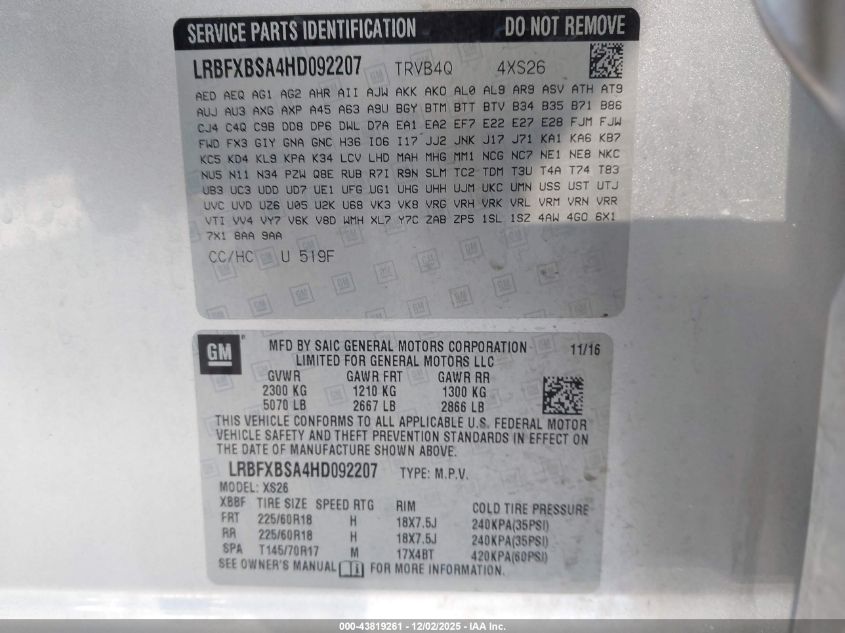 SERVICE PARTS IDENTIFICATION DO NOT REMOVE
LRBFXBSA4HD092207 TRVB4Q 4XS26
AED AEQ AG1 AG2 AHR AII AJW AKK AKO AL0 AL9 AR9 ASV ATH AT9
AUJ AU3 AXG AXP A45 A63 A9U BGY BTM BTT BTV B34 B35 B71 B86
CJ4 C4Q C9B DD8 DP6 DWL D7A EA1 EA2 EF7 E22 E27 E28 FJM FJW
FWD FX3 GIY GNA GNC H36 IO6 I17 JJ2 JNK J17 J71 KA1 KA6 KB7
KC5 KD4 KL9 KPA K34 LCV LHD MAH MHG MM1 NCG NC7 NE1 NE8 NKC
NU5 N11 N34 PZW Q8E RUB R7I R9N SLM TC2 TDM T3U T4A T74 T83
UB3 UC3 UDD UD7 UE1 UFG UG1 UHG UHH UJM UKC UMN USS UST UTJ
UVC UVD UZ6 U05 U2K U68 VK3 VK8 VRG VRH VRK VRL VRM VRN VRR
VTI VV4 VY7 V6K V8D WMH XL7 Y7C ZAB ZP5 1SL 1SZ 4AW 4GO 6X1
7X1 8AA 9AA
CC/HC U 519F
GM MFD BY SAIC GENERAL MOTORS CORPORATION 11/16
LIMITED FOR GENERAL MOTORS LLC
GVWR GAWR FRT GAWR RR
2300 KG 1210 KG 1300 KG
5070 LB 2667 LB 2866 LB
THIS VEHICLE CONFORMS TO ALL APPLICABLE U.S. FEDERAL MOTOR
VEHICLE SAFETY AND THEFT PREVENTION STANDARDS IN EFFECT ON
THE DATE OF MANUFACTURE SHOWN ABOVE.
LRBFXBSA4HD092207 TYPE: M.P.V.
MODEL: XS26
XBBF TIRE SIZE SPEED RTG RIM COLD TIRE PRESSURE
FRT 225/60R18 H 18X7.5J 240KPA(35PSI)
RR 225/60R18 H 18X7.5J 240KPA(35PSI)
SPA T145/70R17 M 17X4BT 420KPA(60PSI)
SEE OWNER'S MANUAL FOR MORE INFORMATION.
000-43819261 - 12/02/2025 - IAA Inc.